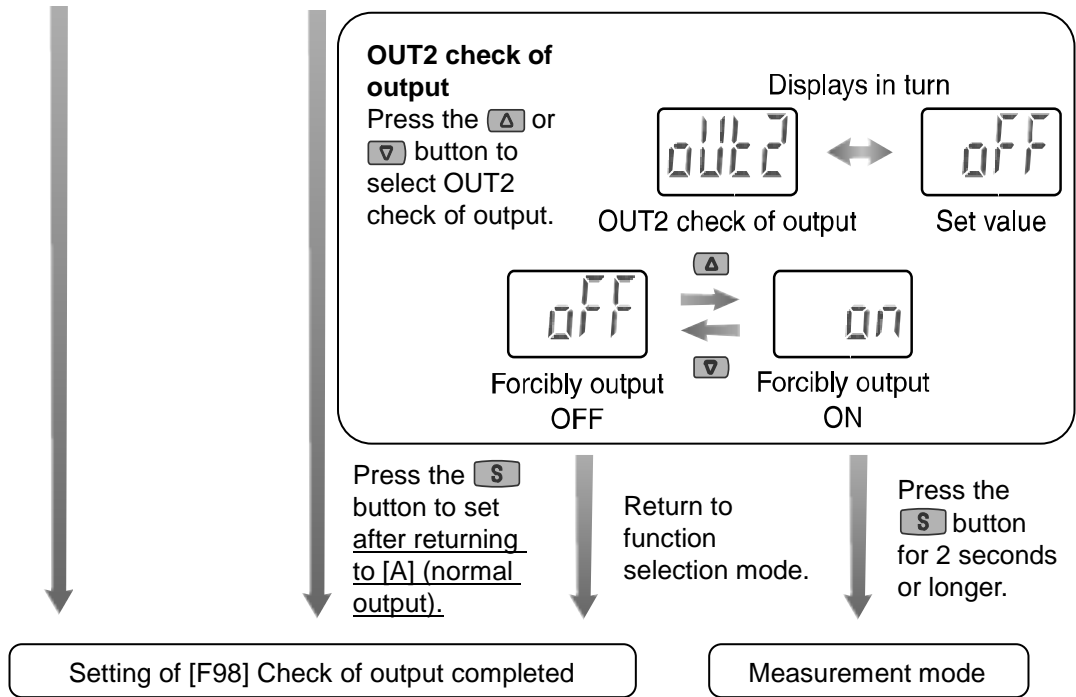 OUT2 check of
output
Press the △ or
▽ button to
select OUT2
check of output.
Displays in turn
oUt2
oFF
OUT2 check of output
Set value
△
oFF
on
▽
Forcibly output
OFF
Forcibly output
ON
Press the S
button to set
after returning
to [A] (normal
output).
Return to
function
selection mode.
Press the
S button
for 2 seconds
or longer.
Setting of [F98] Check of output completed
Measurement mode